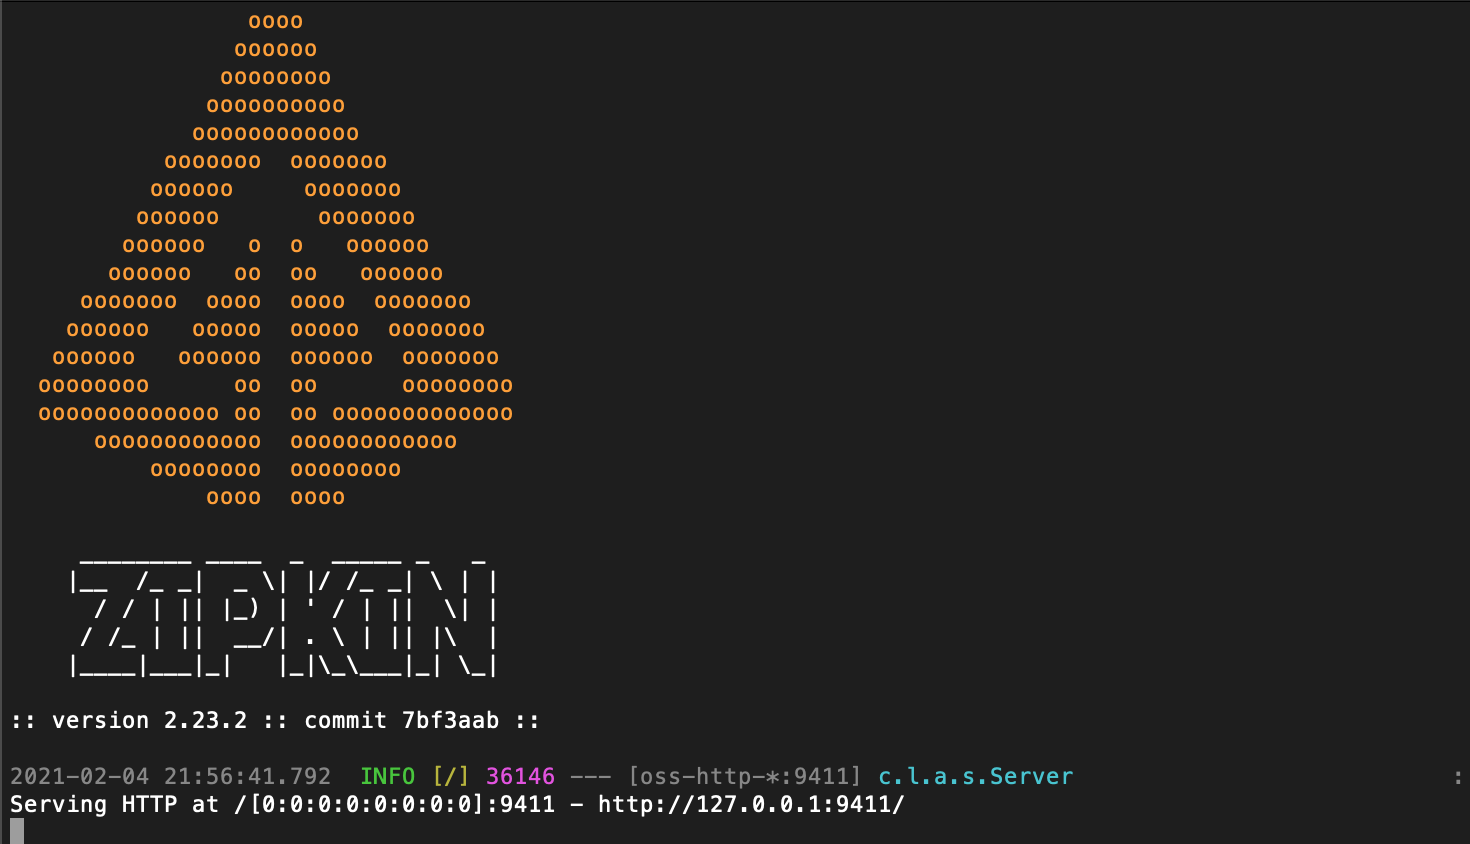 oooo
                oooooo
               oooooooo
              oooooooooo
             oooooooooooo
           ooooooo  ooooooo
          oooooo     ooooooo
         oooooo       ooooooo
        oooooo   o  o   oooooo
       oooooo   oo  oo   oooooo
     ooooooo  oooo  oooo  ooooooo
    oooooo   ooooo  ooooo  ooooooo
   oooooo   oooooo  oooooo  ooooooo
  oooooooo      oo  oo      oooooooo
  ooooooooooooo oo  oo ooooooooooooo
      oooooooooooo  oooooooooooo
          oooooooo  oooooooo
              oooo  oooo

     ________ ____  _  _____ _   _
    |__  /_ _|  _ \| |/ /_ _| \ | |
      / / | || |_) | ' / | ||  \| |
     / /_ | ||  __/| . \ | || |\  |
    |____|___|_|   |_|\_\___|_| \_|

:: version 2.23.2 :: commit 7bf3aab ::

2021-02-04 21:56:41.792  INFO [/] 36146 --- [oss-http-*:9411] c.l.a.s.Server                           :
Serving HTTP at /[0:0:0:0:0:0:0:0]:9411 - http://127.0.0.1:9411/